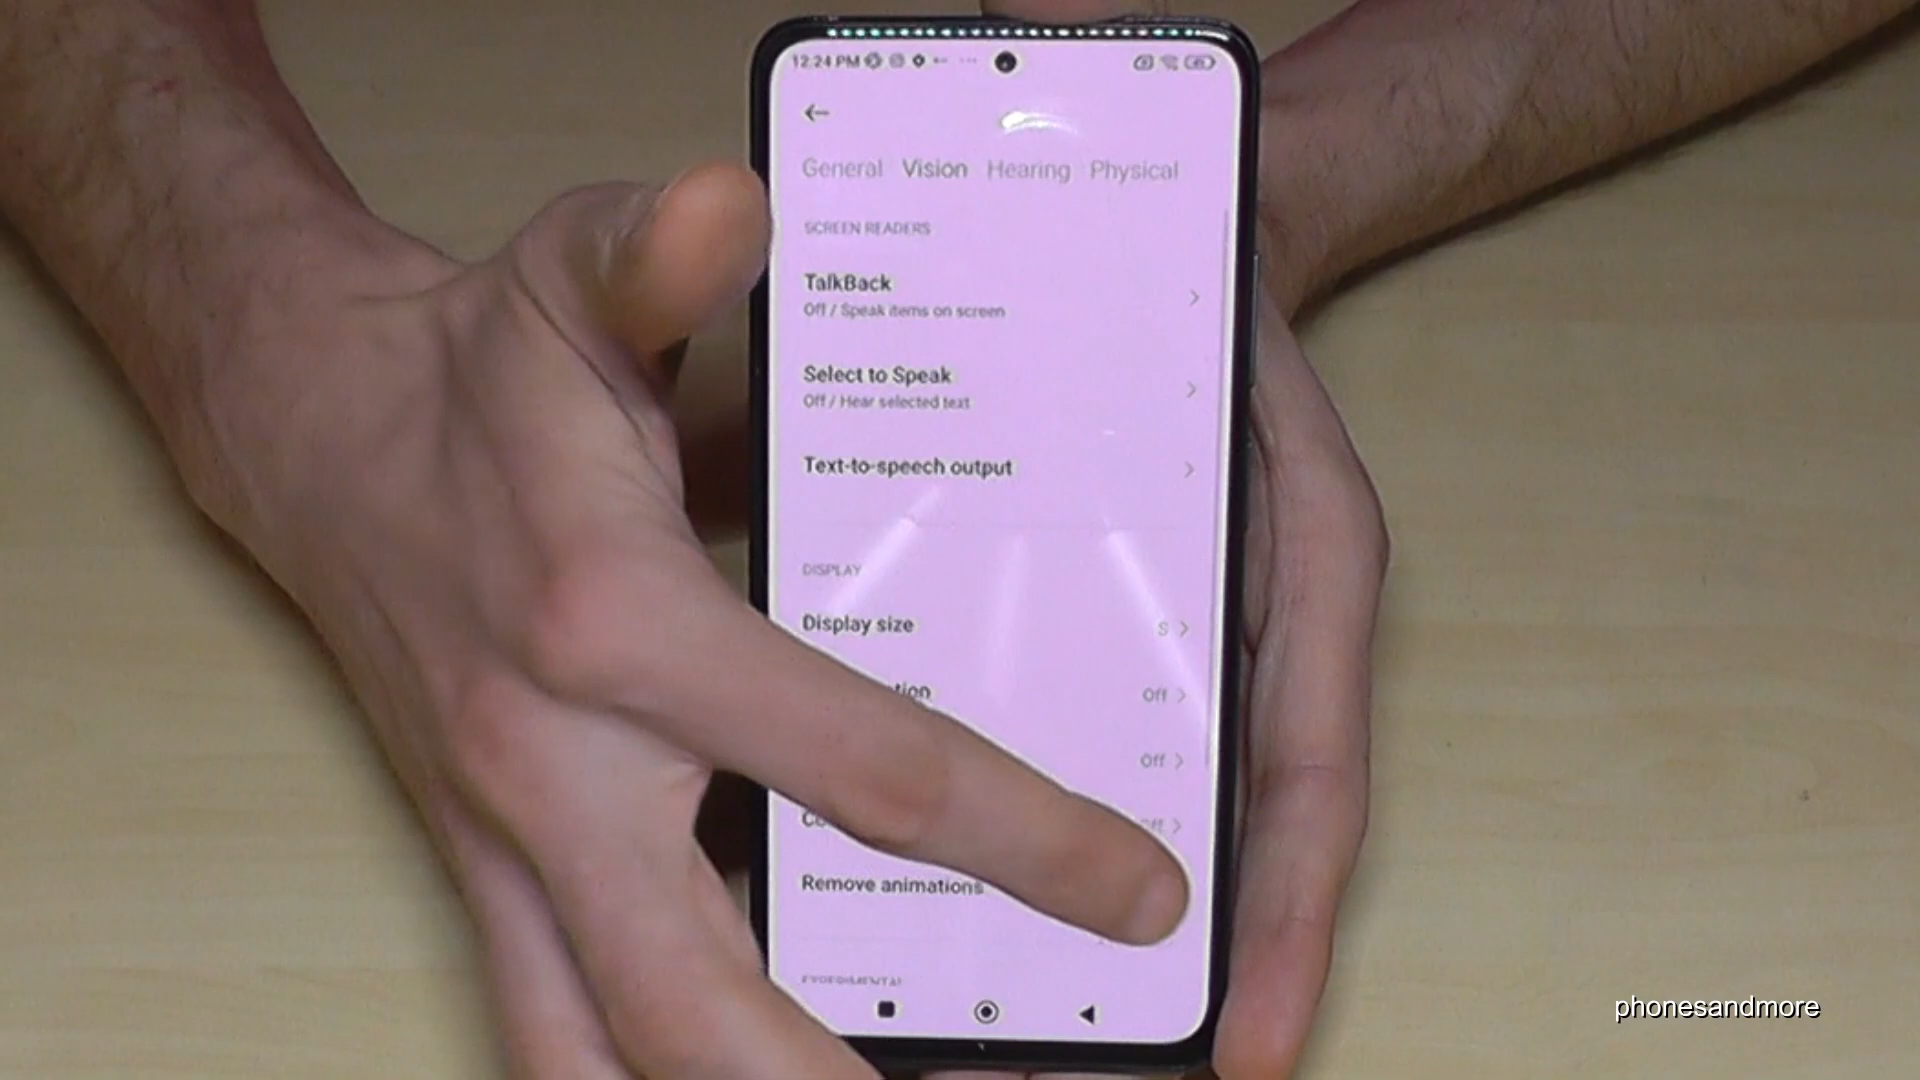 12:24 PM
General Vision Hearing Physical
SCREEN READERS
TalkBack
Off / Speak items on screen
Select to Speak
Off / Hear selected text
Text-to-speech output
DISPLAY
Display size S
Off
Off
Remove animations
EXPERIMENTAL
phonesandmore